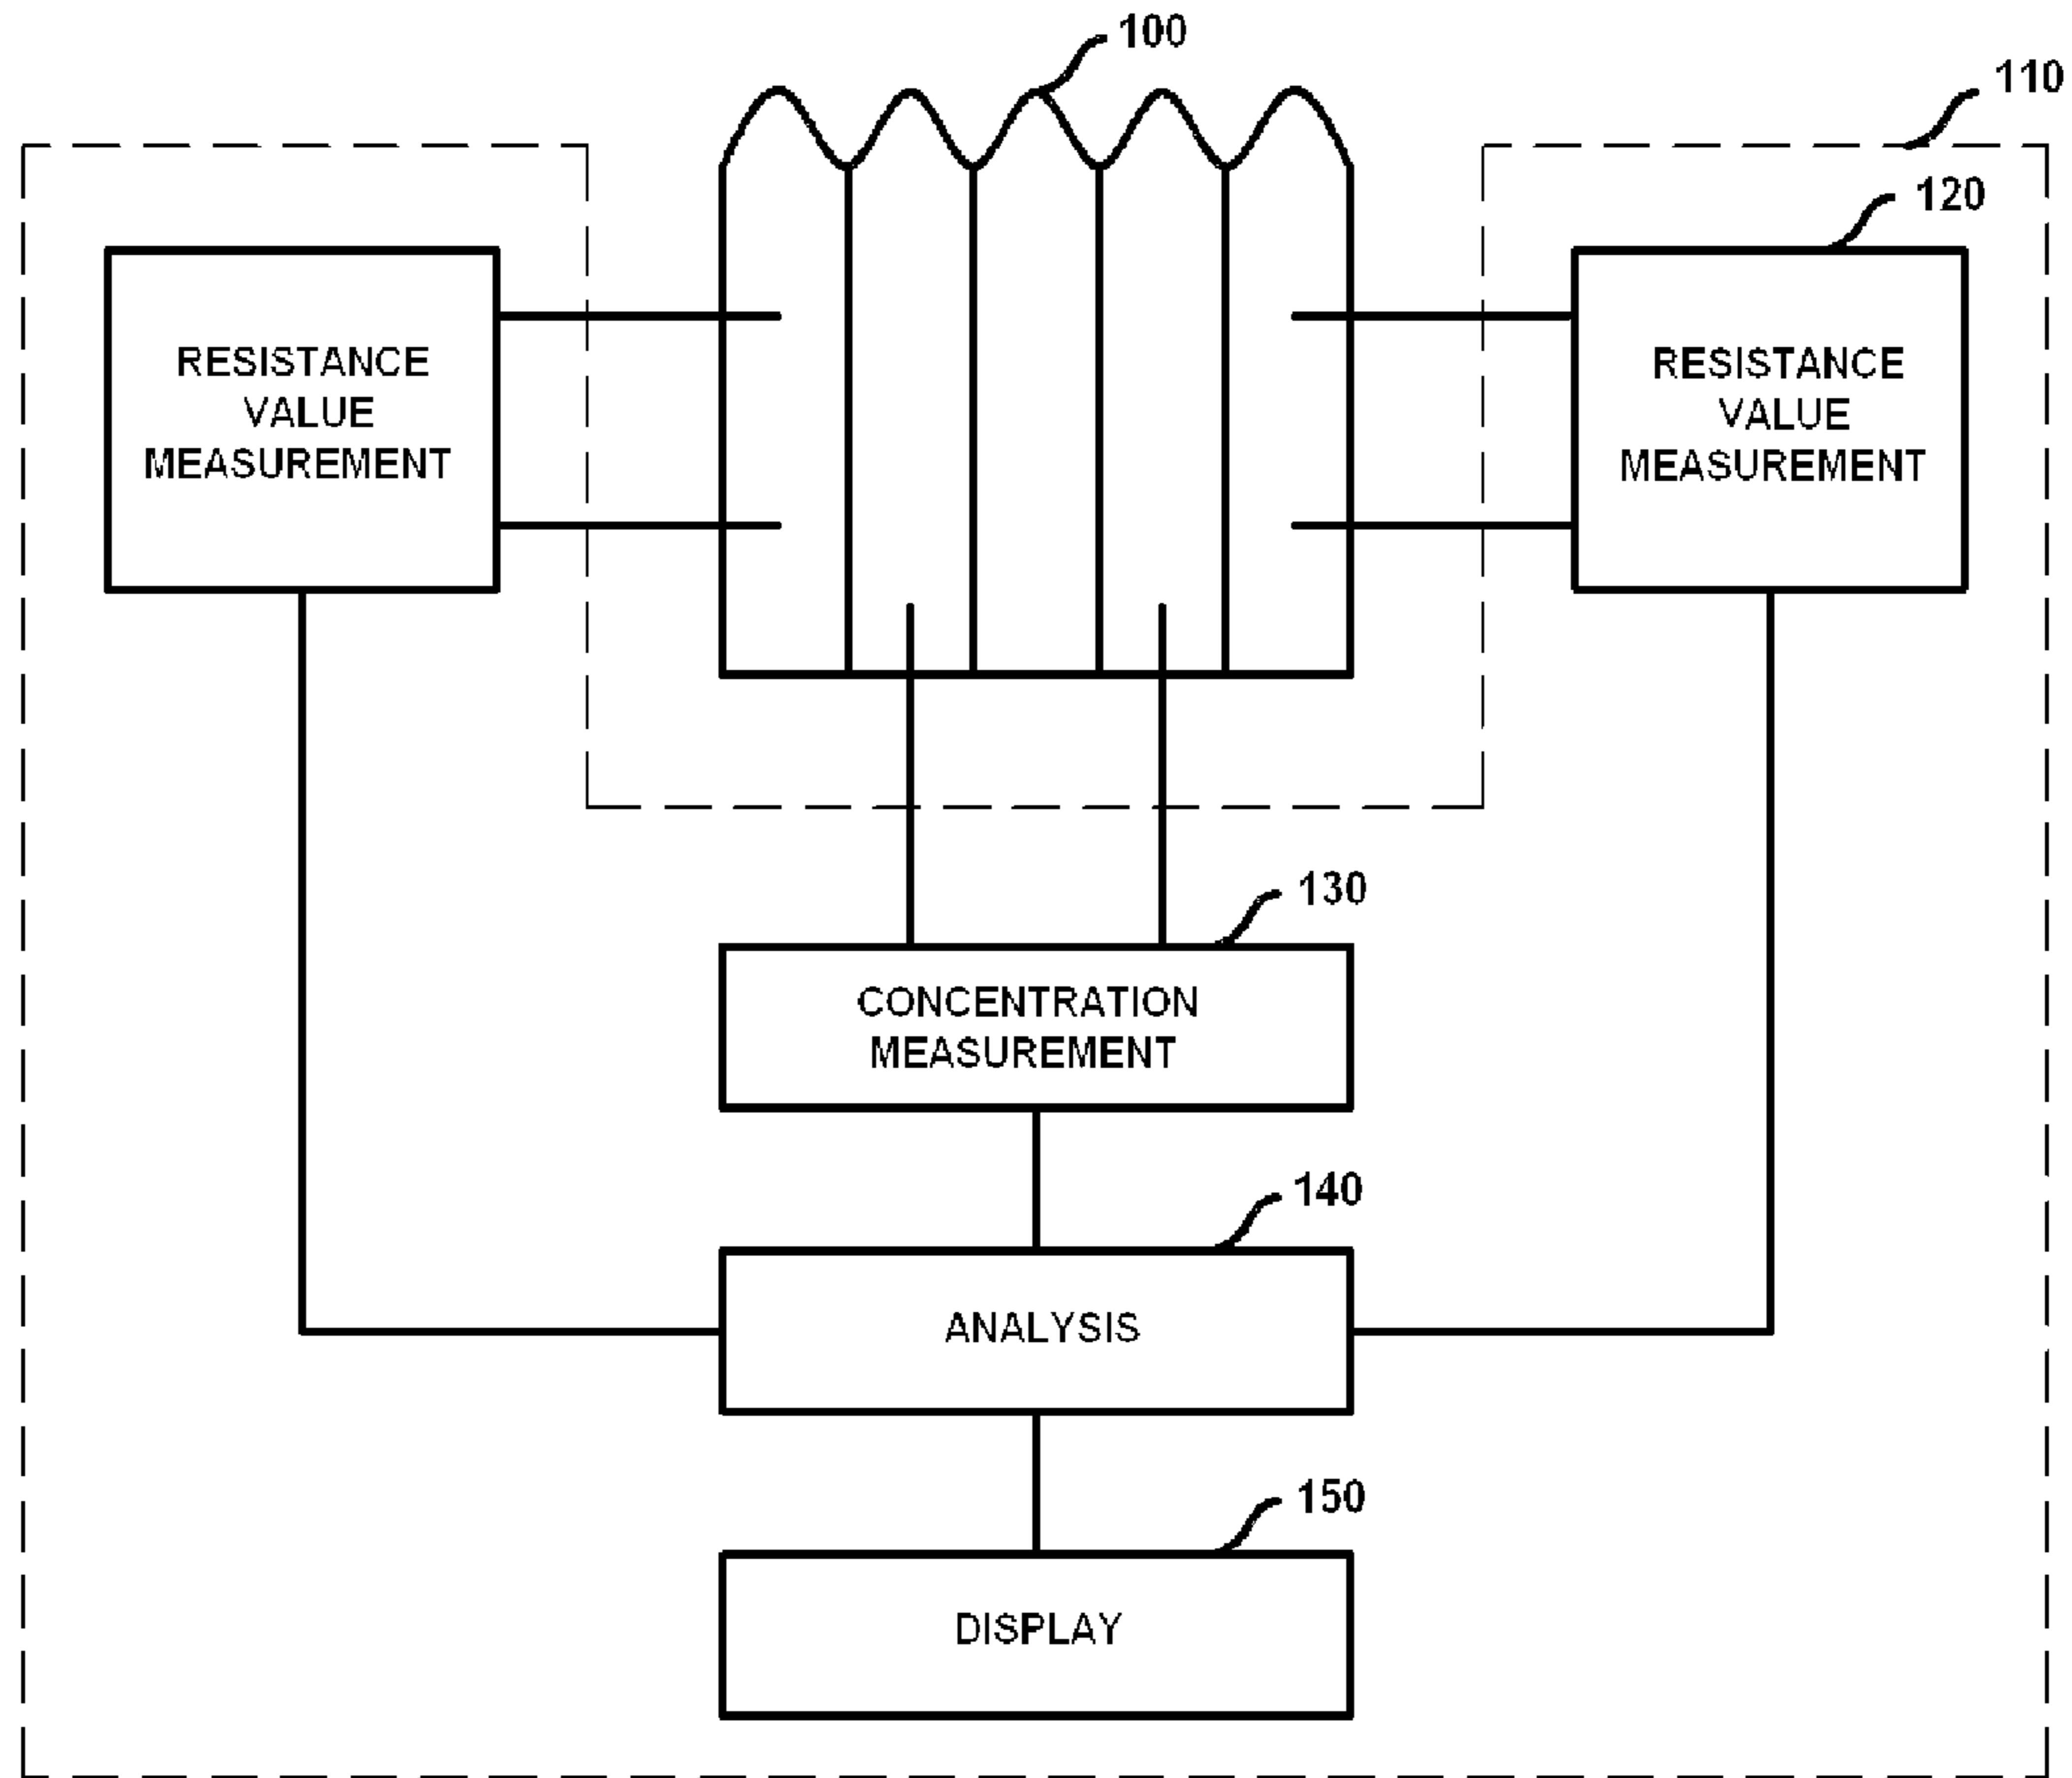 100
110
120
RESISTANCE
VALUE
MEASUREMENT
RESISTANCE
VALUE
MEASUREMENT
130
CONCENTRATION
MEASUREMENT
140
ANALYSIS
150
DISPLAY